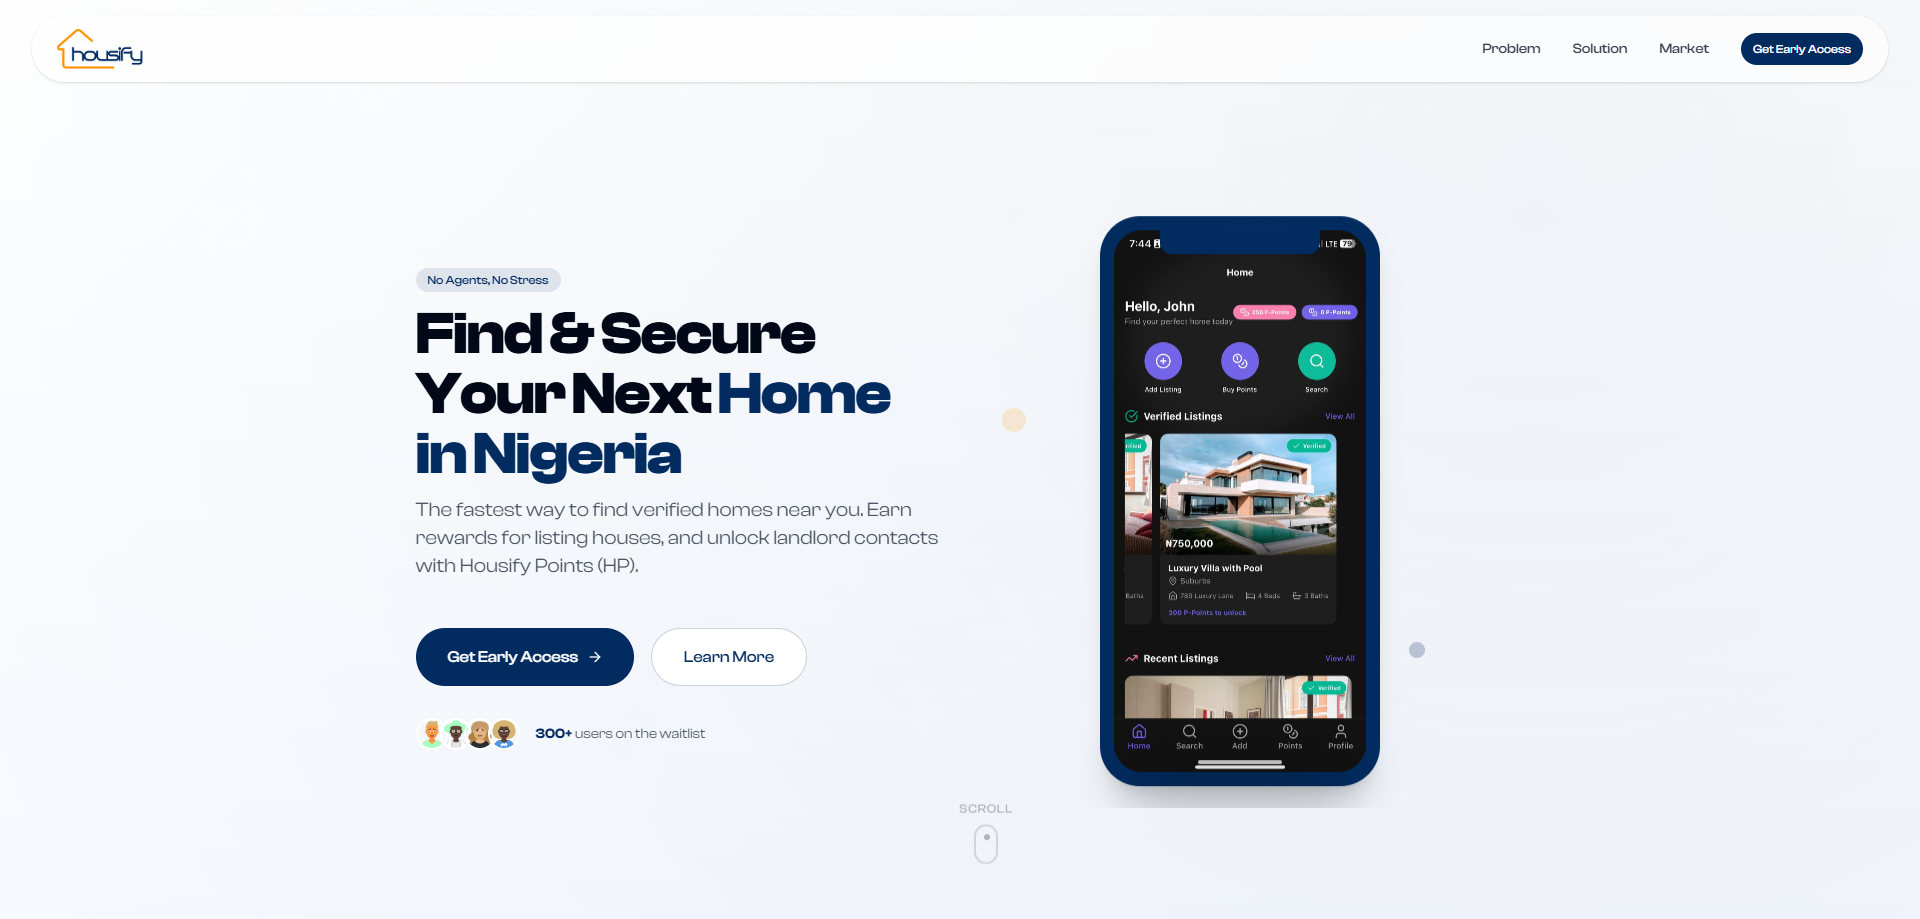 housify
Problem
Solution
Market
Get Early Access
No Agents, No Stress
Find & Secure
Your Next Home
in Nigeria
The fastest way to find verified homes near you. Earn
rewards for listing houses, and unlock landlord contacts
with Housify Points (HP).
Get Early Access
Learn More
300+ users on the waitlist
SCROLL
7:44
LTE 79
Home
Hello, John
Find your perfect home today
250 F-Points
0 P-Points
Add Listing
Buy Points
Search
Verified Listings
View All
Verified
₦750,000
Luxury Villa with Pool
Suburbs
Baths
789 Luxury Lane
4 Beds
3 Baths
300 P-Points to unlock
Recent Listings
View All
Verified
Home
Search
Add
Points
Profile